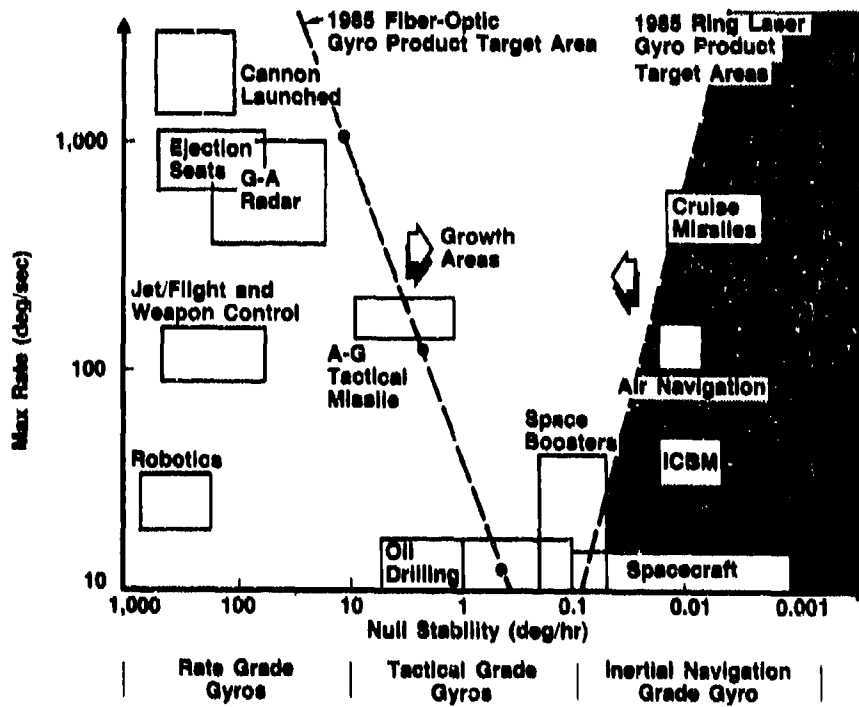 1985 Fiber-Optic
Gyro Product Target Area
1985 Ring Laser
Gyro Product
Target Areas
Cannon
Launched
1,000
Ejection
Seats
G-A
Radar
Cruise
Missiles
Growth
Areas
Max Rate (deg/sec)
Jet/Flight and
Weapon Control
A-G
Tactical
Missile
100
Air Navigation
Space
Boosters
Robotics
ICBM
Oil
Drilling
Spacecraft
10
1,000
100
10
1
0.1
0.01
0.001
Null Stability (deg/hr)
Rate Grade
Gyros
Tactical Grade
Gyros
Inertial Navigation
Grade Gyro